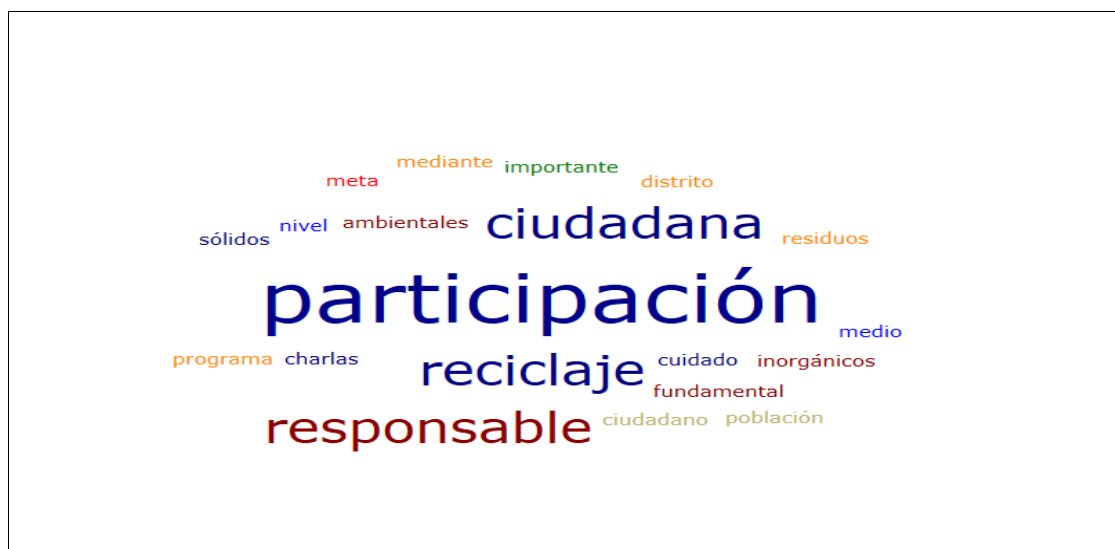 mediante importante
meta distrito
sólidos nivel ambientales ciudadana residuos
participación
medio
programa charlas reciclaje cuidado inorgánicos
fundamental
responsable ciudadano población